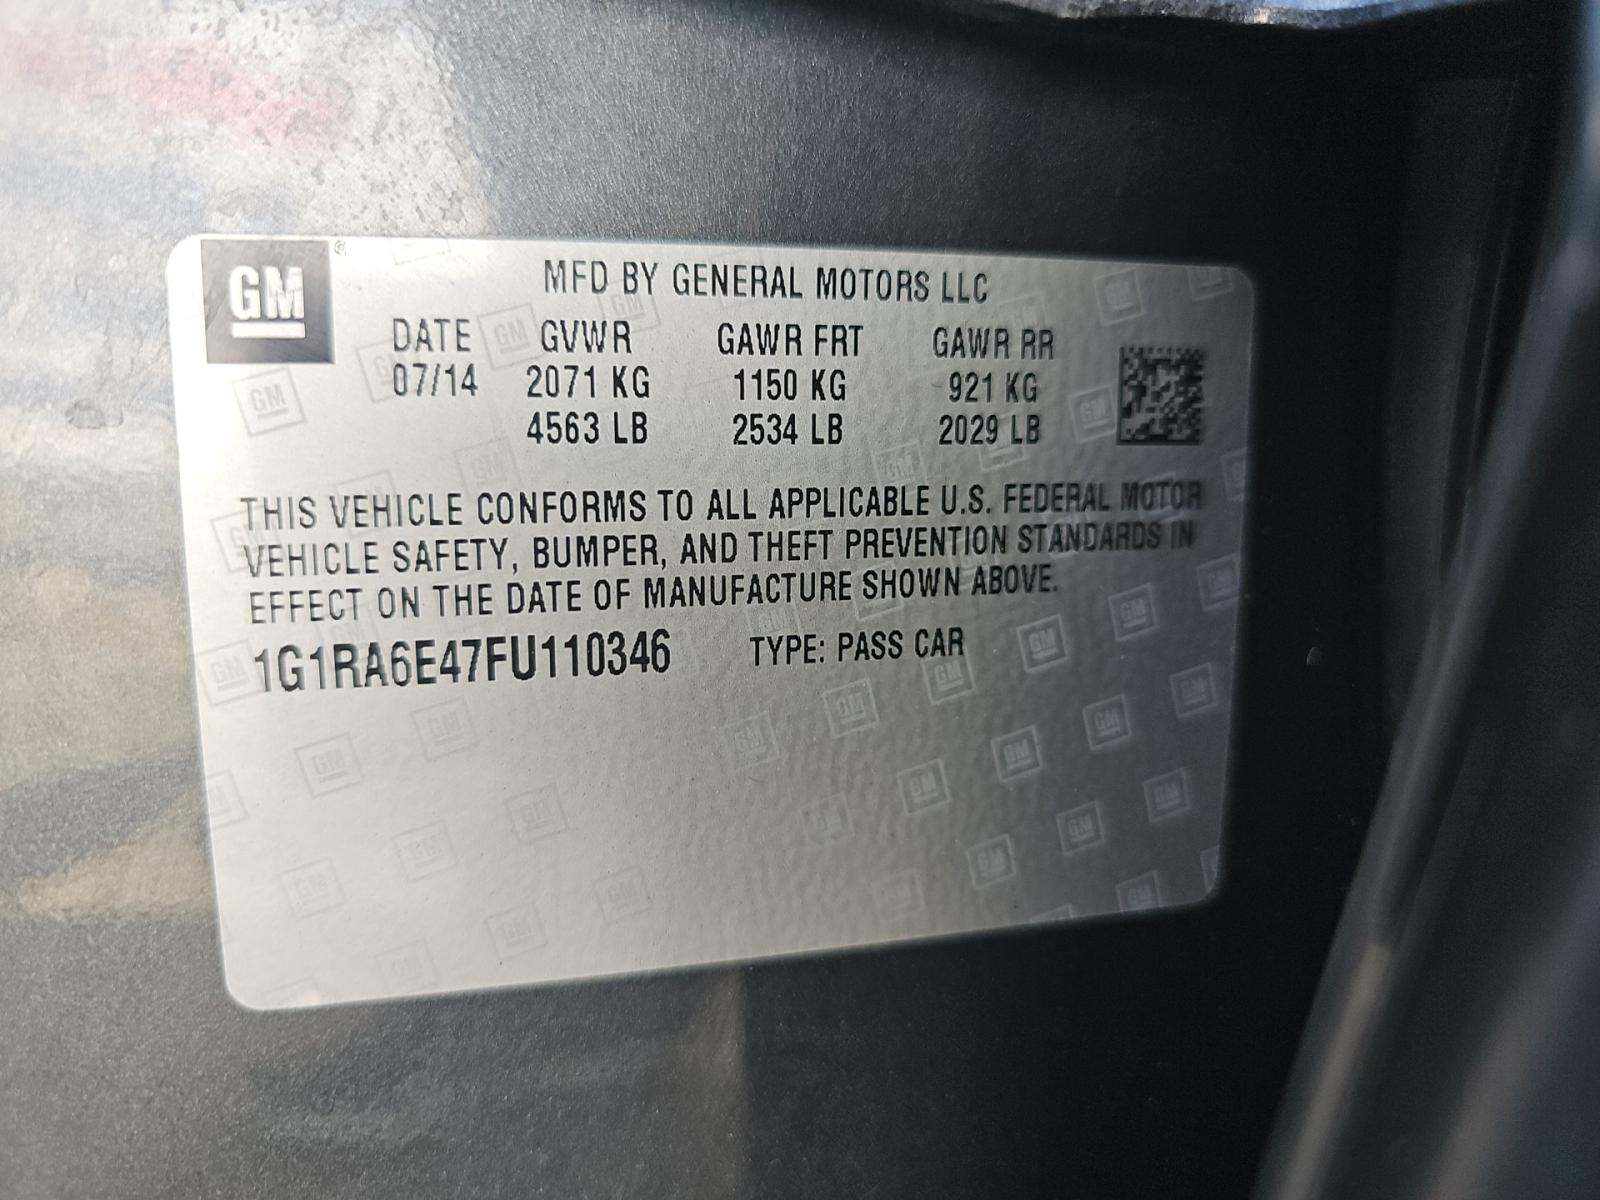 GM
MFD BY GENERAL MOTORS LLC
DATE GVWR GAWR FRT GAWR RR
07/14 2071 KG 1150 KG 921 KG
4563 LB 2534 LB 2029 LB
THIS VEHICLE CONFORMS TO ALL APPLICABLE U.S. FEDERAL MOTOR
VEHICLE SAFETY, BUMPER, AND THEFT PREVENTION STANDARDS IN
EFFECT ON THE DATE OF MANUFACTURE SHOWN ABOVE.
1G1RA6E47FU110346 TYPE: PASS CAR